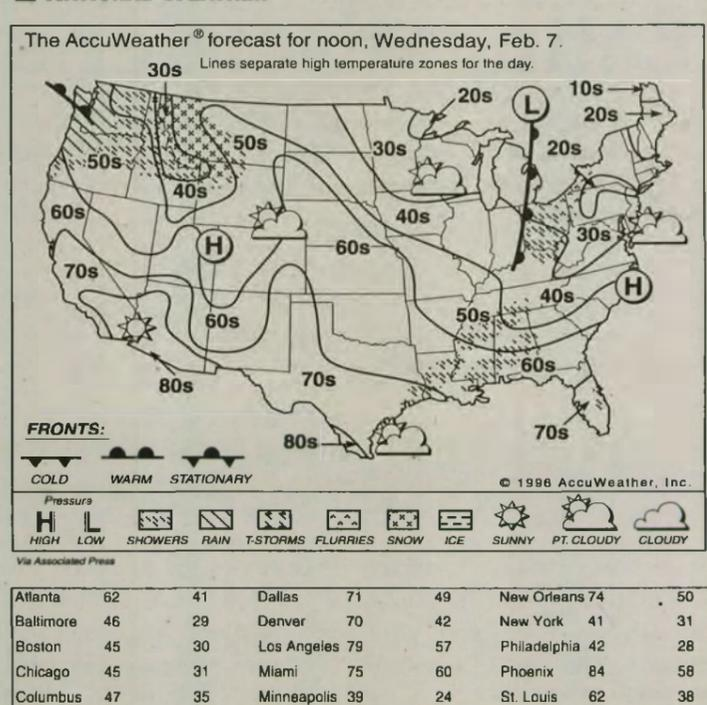 The AccuWeather® forecast for noon, Wednesday, Feb. 7.
Lines separate high temperature zones for the day.
30s
20s
L
10s
20s
50s
30s
20s
50s
40s
60s
40s
H
60s
30s
70s
H
60s
50s
40s
80s
70s
60s
80s
70s
FRONTS:
COLD WARM STATIONARY
© 1996 AccuWeather, Inc.
Pressure
H L
HIGH LOW SHOWERS RAIN T-STORMS FLURRIES SNOW ICE SUNNY PT. CLOUDY CLOUDY
Via Associated Press
Atlanta 62 41 Dallas 71 49 New Orleans 74 50
Baltimore 46 29 Denver 70 42 New York 41 31
Boston 45 30 Los Angeles 79 57 Philadelphia 42 28
Chicago 45 31 Miami 75 60 Phoenix 84 58
Columbus 47 35 Minneapolis 39 24 St. Louis 62 38